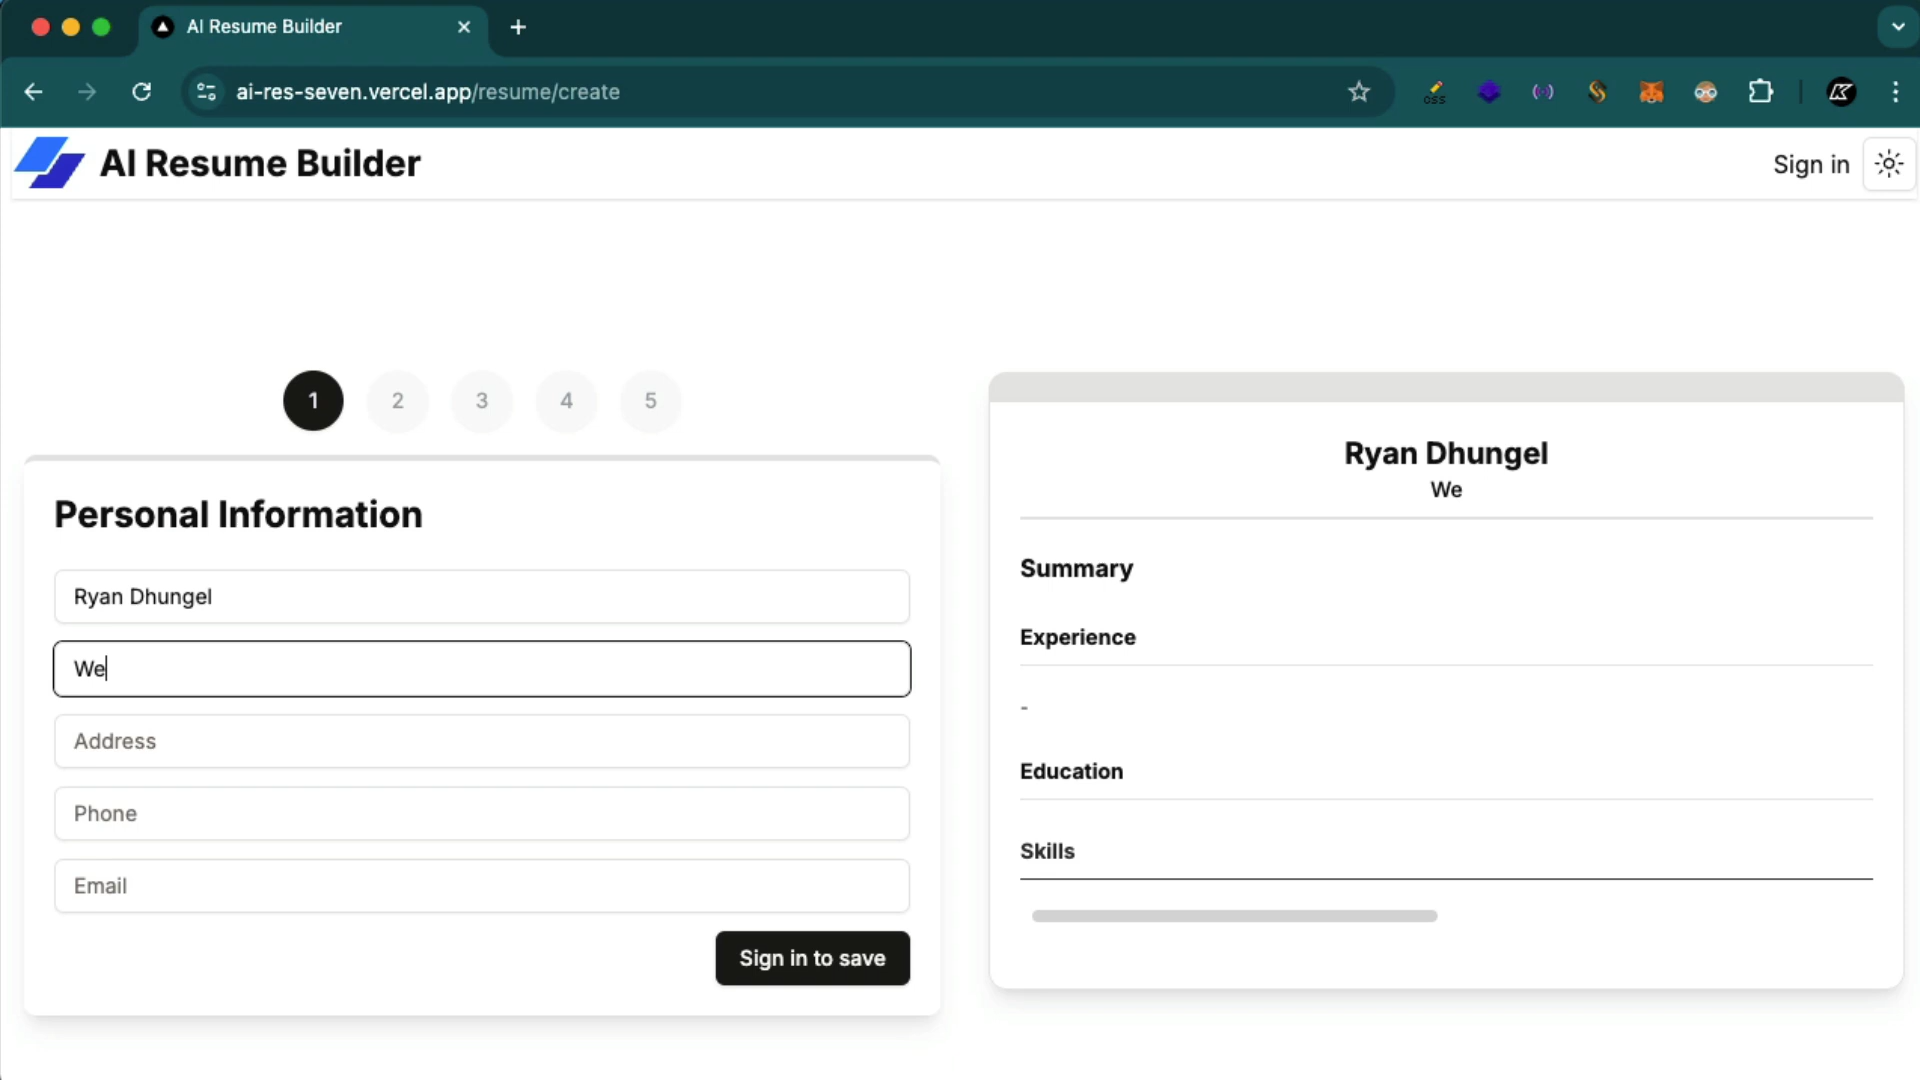 AI Resume Builder
ai-res-seven.vercel.app/resume/create
CSS
AI Resume Builder
Sign in
1 2 3 4 5
Personal Information
Ryan Dhungel
We
Address
Phone
Email
Sign in to save
Ryan Dhungel
We
Summary
Experience
-
Education
Skills